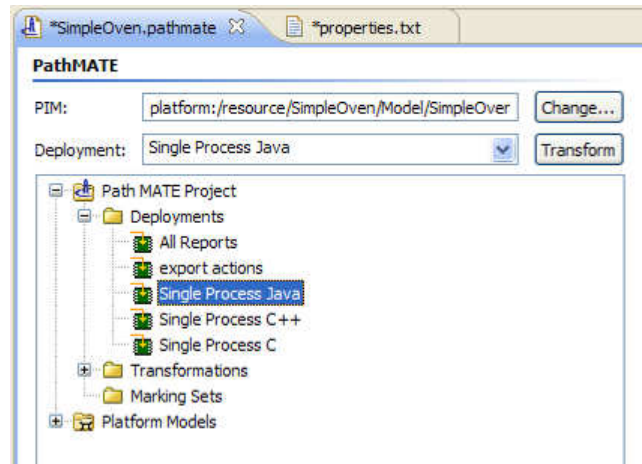 *SimpleOven.pathmate *properties.txt
PathMATE
PIM: platform:/resource/SimpleOven/Model/SimpleOver Change...
Deployment: Single Process Java Transform
Path MATE Project
Deployments
All Reports
export actions
Single Process Java
Single Process C++
Single Process C
Transformations
Marking Sets
Platform Models